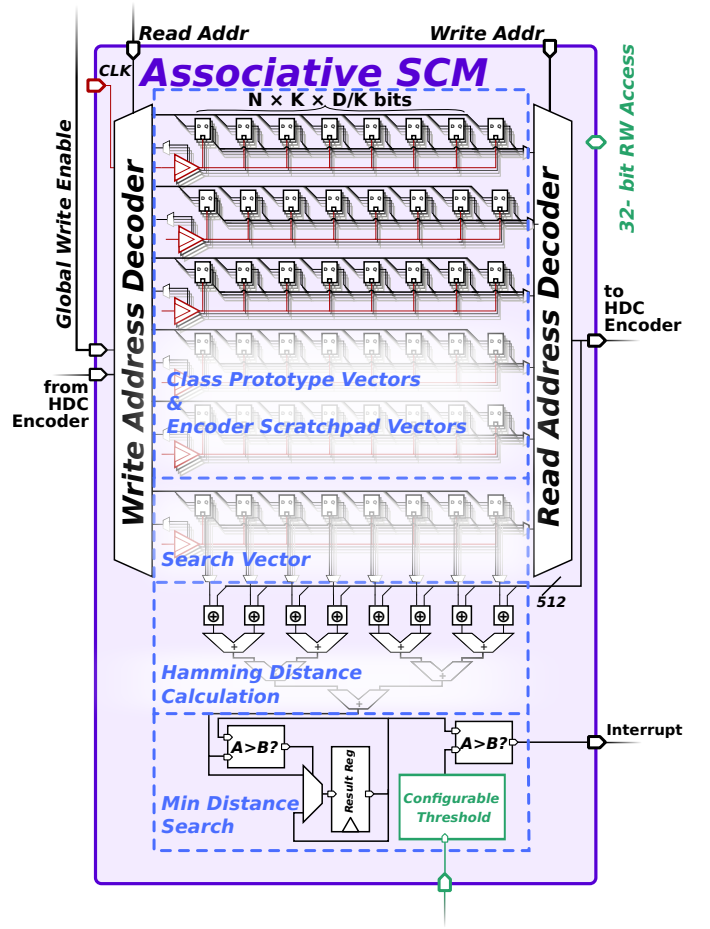 Read Addr
Write Addr
CLK
Associative SCM
N × K × D/K bits
Global Write Enable
32- bit RW Access
Write Address Decoder
Read Address Decoder
to
HDC
Encoder
from
HDC
Encoder
Class Prototype Vectors
&
Encoder Scratchpad Vectors
Search Vector
512
⊕ ⊕ ⊕ ⊕ ⊕ ⊕ ⊕ ⊕
+ + + +
+ +
Hamming Distance
Calculation
+
A>B?
A>B?
Interrupt
Result Reg
Min Distance
Search
Configurable
Threshold